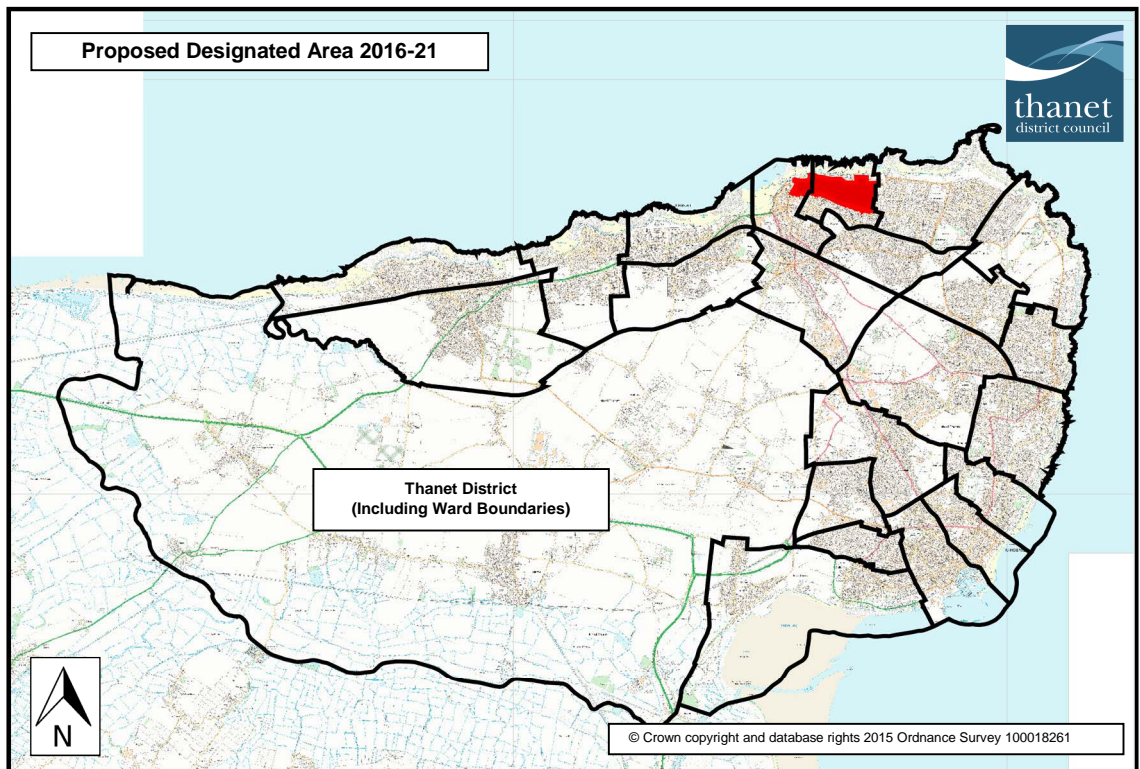 Proposed Designated Area 2016-21
thanet
district council
Thanet District
(Including Ward Boundaries)
N
© Crown copyright and database rights 2015 Ordnance Survey 100018261